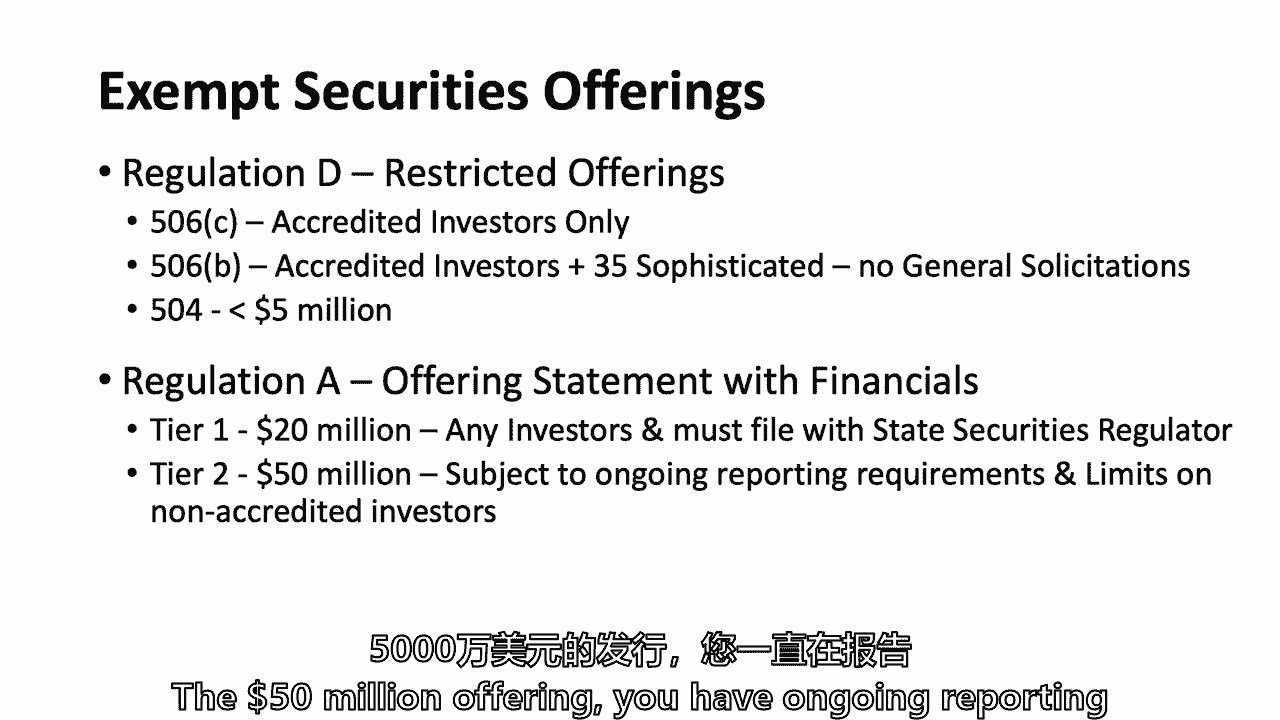 Exempt Securities Offerings
• Regulation D – Restricted Offerings
• 506(c) – Accredited Investors Only
• 506(b) – Accredited Investors + 35 Sophisticated – no General Solicitations
• 504 - < $5 million
• Regulation A – Offering Statement with Financials
• Tier 1 - $20 million – Any Investors & must file with State Securities Regulator
• Tier 2 - $50 million – Subject to ongoing reporting requirements & Limits on
non-accredited investors
5000万美元的发行，您一直在报告
The $50 million offering, you have ongoing reporting